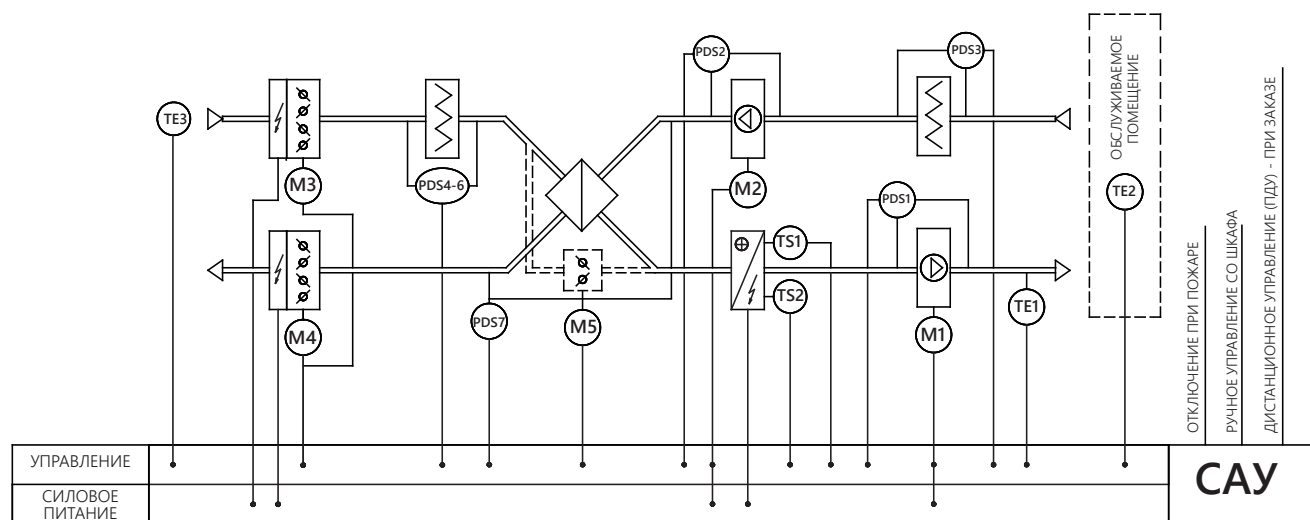 PDS2
PDS3
ОБСЛУЖИВАЕМОЕ
ПОМЕЩЕНИЕ
TE3
M3
PDS4-6
M2
TE2
PDS1
TS1
TS2
TE1
M4
PDS7
M5
M1
ОТКЛЮЧЕНИЕ ПРИ ПОЖАРЕ
РУЧНОЕ УПРАВЛЕНИЕ СО ШКАФА
ДИСТАНЦИОННОЕ УПРАВЛЕНИЕ (ПДУ) - ПРИ ЗАКАЗЕ
УПРАВЛЕНИЕ
СИЛОВОЕ
ПИТАНИЕ
САУ